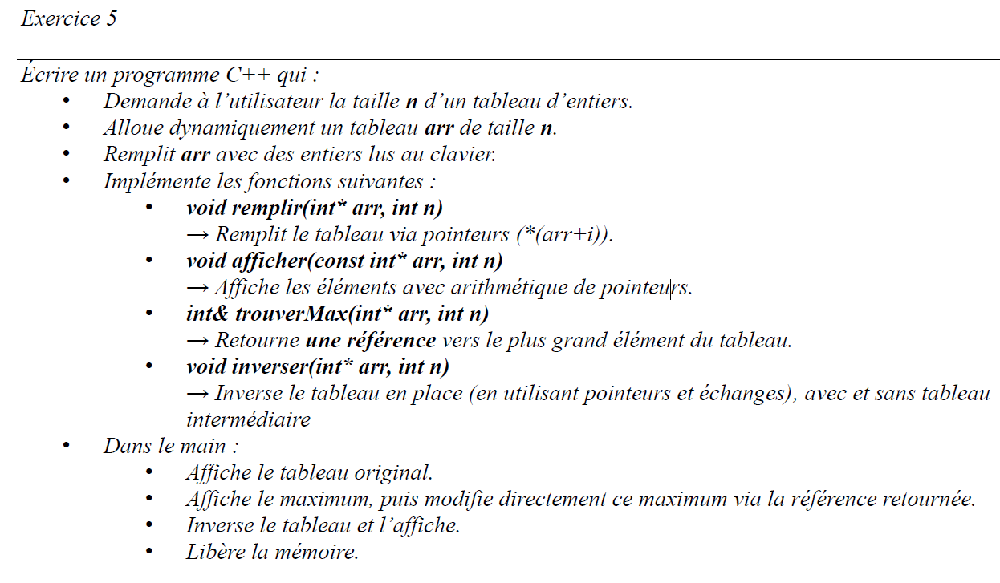 Exercice 5
Écrire un programme C++ qui :
• Demande à l’utilisateur la taille n d’un tableau d’entiers.
• Alloue dynamiquement un tableau arr de taille n.
• Remplit arr avec des entiers lus au clavier.
• Implémente les fonctions suivantes :
• void remplir(int* arr, int n)
→ Remplit le tableau via pointeurs (*(arr+i)).
• void afficher(const int* arr, int n)
→ Affiche les éléments avec arithmétique de pointeurs.
• int& trouverMax(int* arr, int n)
→ Retourne une référence vers le plus grand élément du tableau.
• void inverser(int* arr, int n)
→ Inverse le tableau en place (en utilisant pointeurs et échanges), avec et sans tableau
intermédiaire
• Dans le main :
• Affiche le tableau original.
• Affiche le maximum, puis modifie directement ce maximum via la référence retournée.
• Inverse le tableau et l’affiche.
• Libère la mémoire.